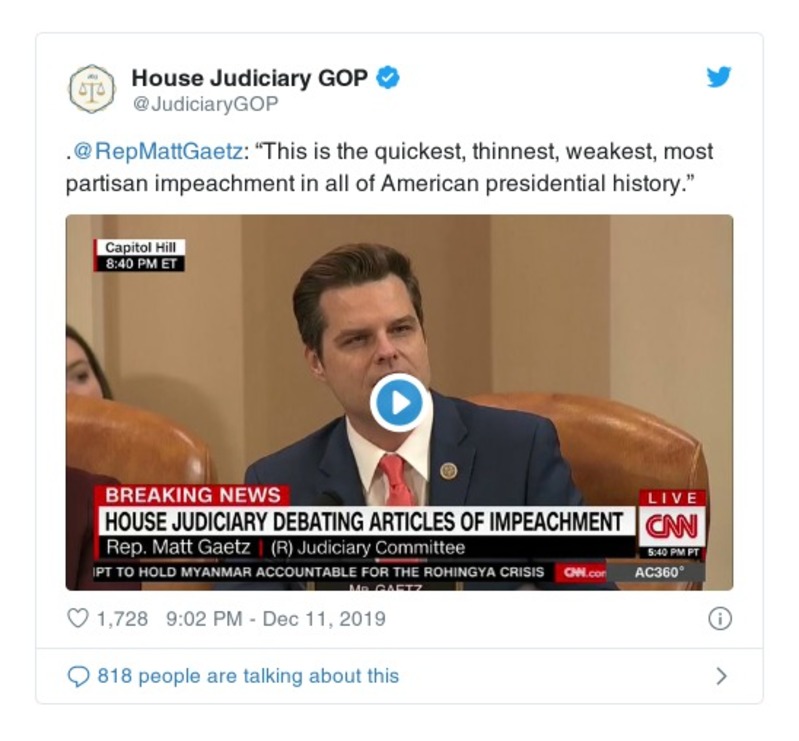 House Judiciary GOP
@JudiciaryGOP
.@RepMattGaetz: “This is the quickest, thinnest, weakest, most
partisan impeachment in all of American presidential history.”
Capitol Hill
8:40 PM ET
BREAKING NEWS
HOUSE JUDICIARY DEBATING ARTICLES OF IMPEACHMENT
Rep. Matt Gaetz | (R) Judiciary Committee
LIVE
CNN
5:40 PM PT
PT TO HOLD MYANMAR ACCOUNTABLE FOR THE ROHINGYA CRISIS
CNN.com
AC360°
MR. GAETZ
1,728 9:02 PM - Dec 11, 2019
818 people are talking about this